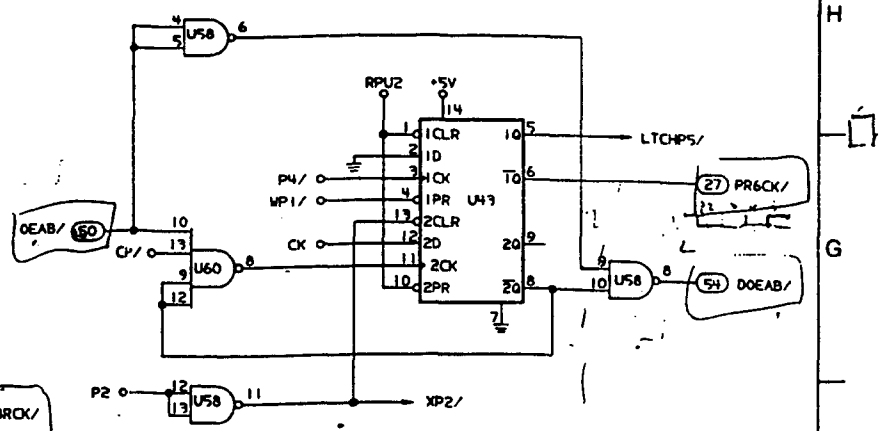 H
4
5
U58
6
RPU2
+5V
14
1
1CLR
1Q
5
LTCHP5/
2
1D
P4/
3
1CK
1Q
6
27
PR6CK/
WP1/
4
1PR
U43
13
2CLR
OEAB/
50
10
CK
12
2D
2Q
9
CP/
13
G
U60
8
11
2CK
9
12
10
2PR
2Q
8
9
10
U58
8
54
DOEAB/
7
P2
12
13
U58
11
XP2/
RCK/